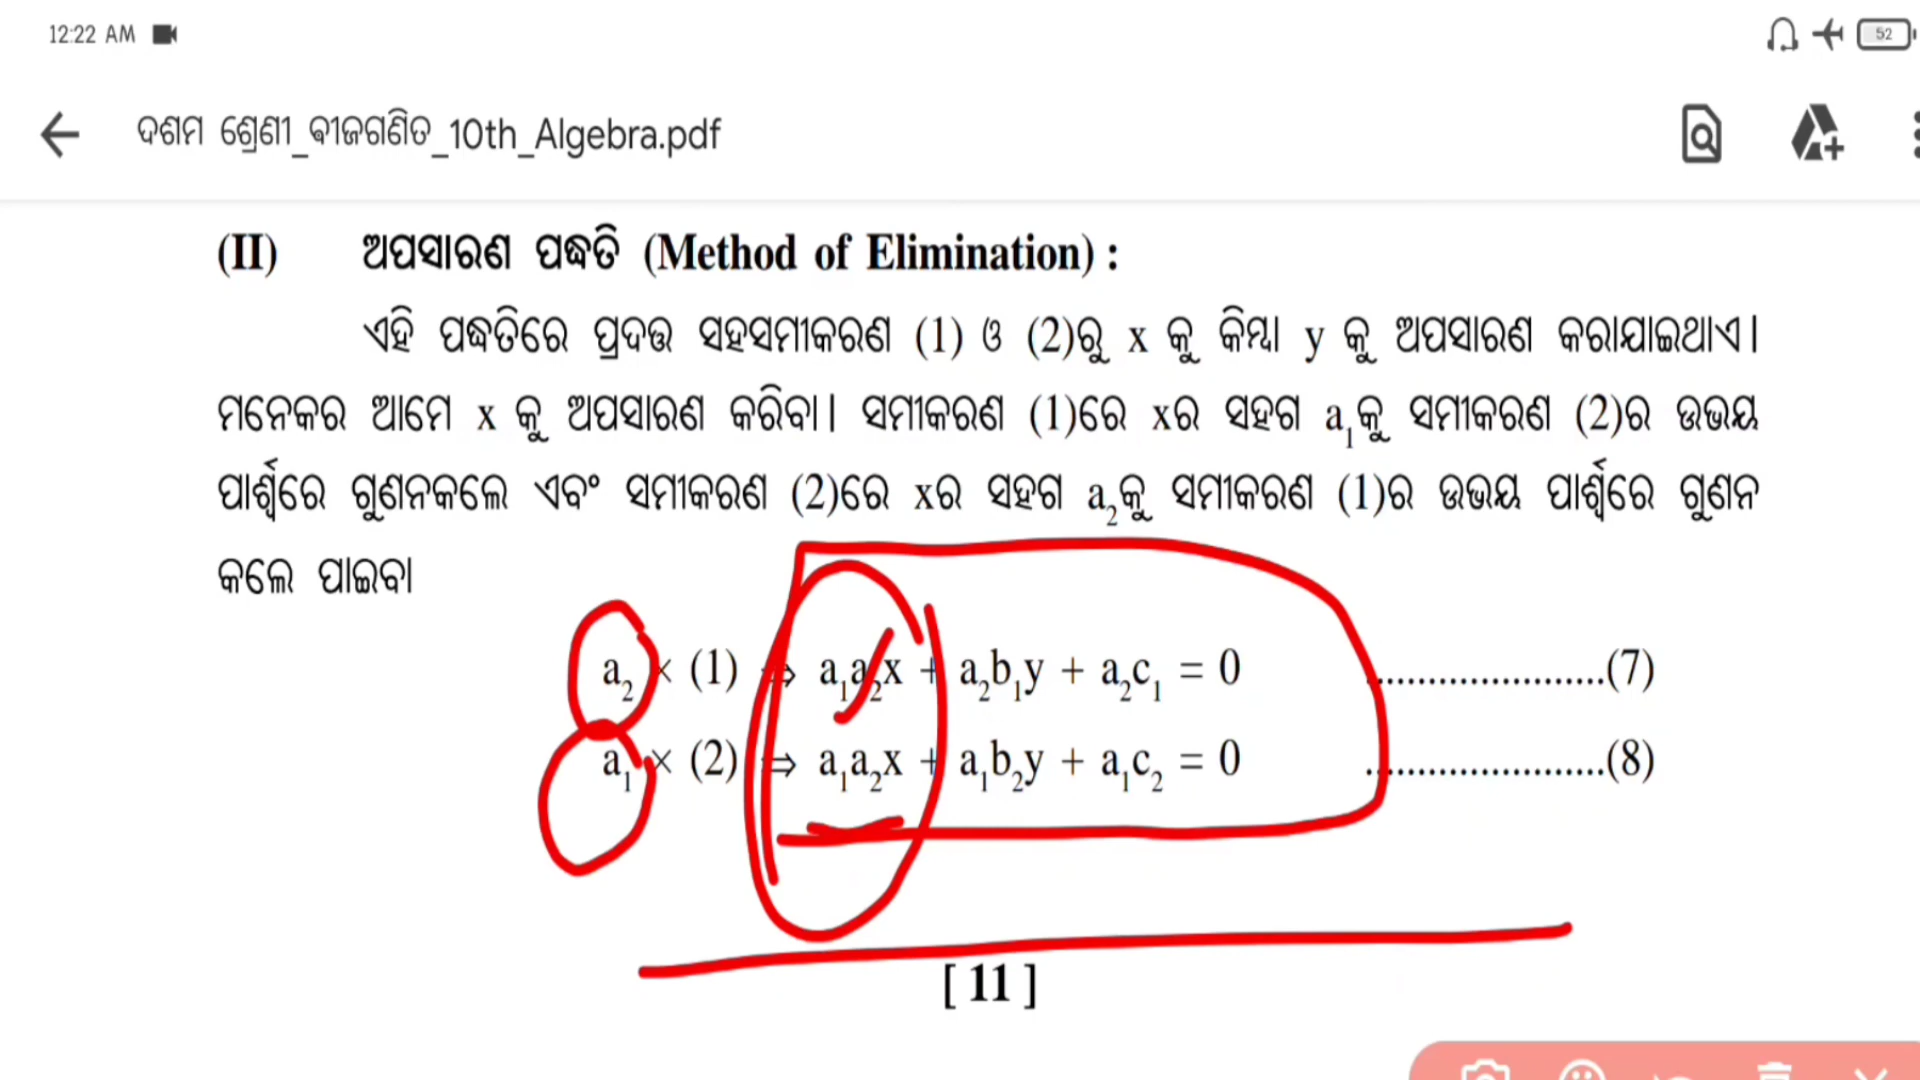 12:22 AM
52
ଦଶମ ଶ୍ରେଣୀ_ବୀଜଗଣିତ_10th_Algebra.pdf
(II) ଅପସାରଣ ପଦ୍ଧତି (Method of Elimination) :
ଏହି ପଦ୍ଧତିରେ ପ୍ରଦତ୍ତ ସହସମୀକରଣ (1) ଓ (2)ରୁ x କୁ କିମ୍ବା y କୁ ଅପସାରଣ କରାଯାଇଥାଏ।
ମନେକର ଆମେ x କୁ ଅପସାରଣ କରିବା। ସମୀକରଣ (1)ରେ xର ସହଗ a₁କୁ ସମୀକରଣ (2)ର ଉଭୟ
ପାର୍ଶ୍ଵରେ ଗୁଣନକଲେ ଏବଂ ସମୀକରଣ (2)ରେ xର ସହଗ a₂କୁ ସମୀକରଣ (1)ର ଉଭୟ ପାର୍ଶ୍ଵରେ ଗୁଣନ
କଲେ ପାଇବା
a₂ × (1) ⇒ a₁a₂x + a₂b₁y + a₂c₁ = 0 ......................(7)
a₁ × (2) ⇒ a₁a₂x + a₁b₂y + a₁c₂ = 0 ......................(8)
[ 11 ]